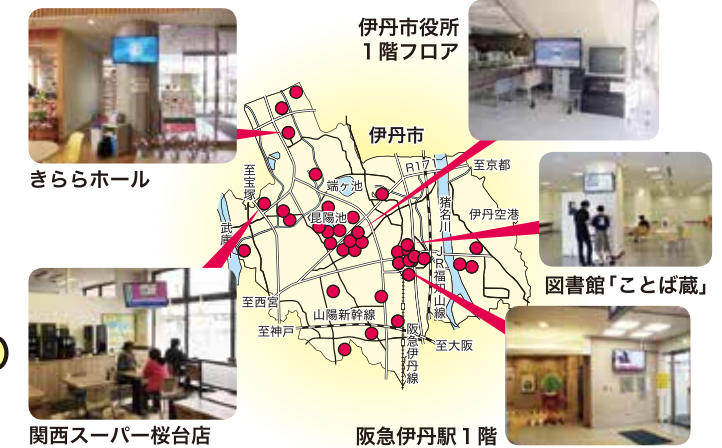 伊丹市役所
1階フロア
きららホール
伊丹市
R171
至京都
至宝塚
端ヶ池
昆陽池
猪名川
伊丹空港
武庫
図書館「ことば蔵」
JR福知山線
至西宮
山陽新幹線
至神戸
阪急伊丹線
至大阪
関西スーパー桜台店
阪急伊丹駅1階